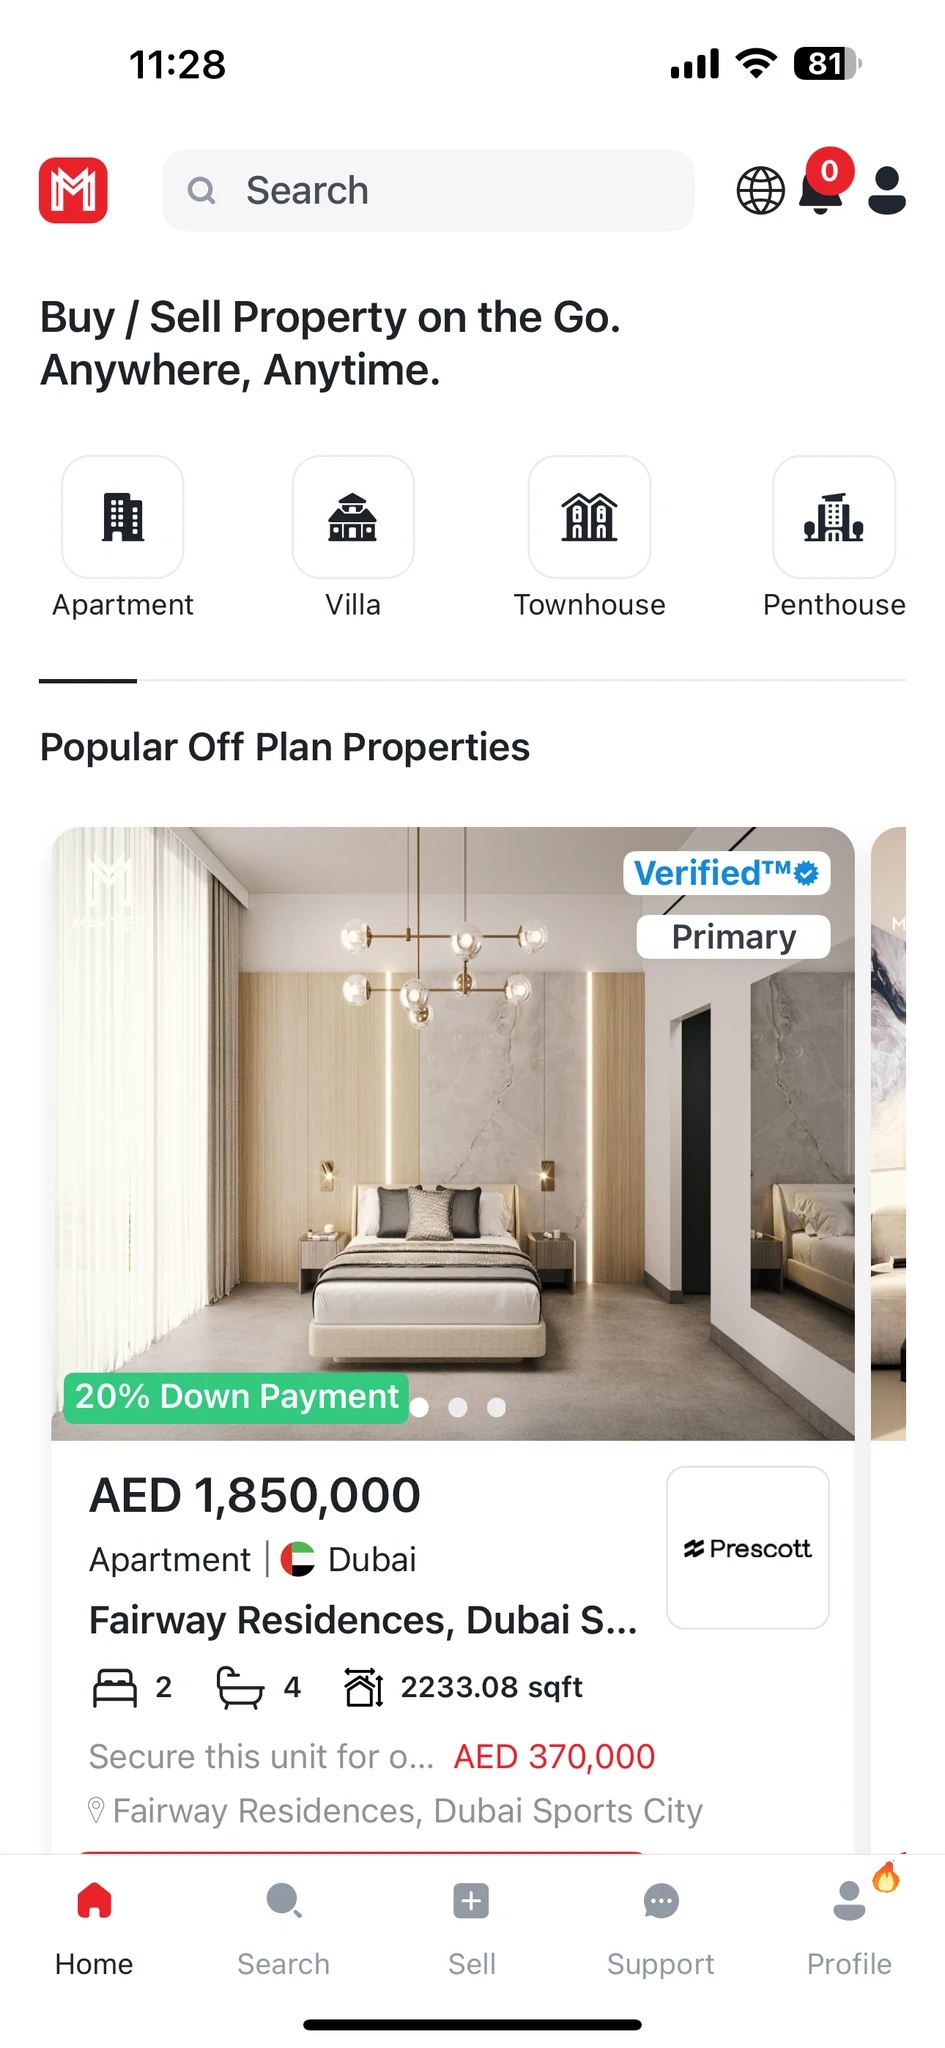 11:28
81
Search
0
Buy / Sell Property on the Go.
Anywhere, Anytime.
Apartment
Villa
Townhouse
Penthouse
Popular Off Plan Properties
Verified™
Primary
20% Down Payment
AED 1,850,000
Prescott
Apartment | Dubai
Fairway Residences, Dubai S...
2
4
2233.08 sqft
Secure this unit for o... AED 370,000
Fairway Residences, Dubai Sports City
Home
Search
Sell
Support
Profile